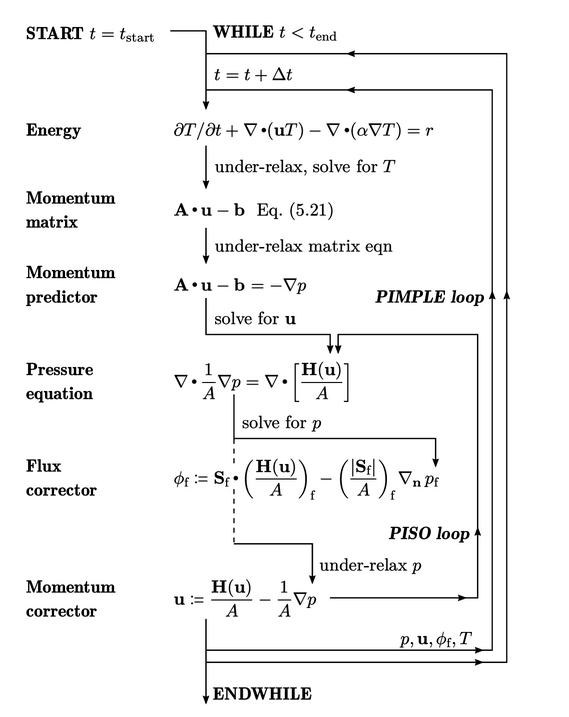 START t = t_start WHILE t < t_end
t = t + Δt
Energy ∂T/∂t + ∇•(uT) − ∇•(α∇T) = r
under-relax, solve for T
Momentum
matrix
A•u − b Eq. (5.21)
under-relax matrix eqn
Momentum
predictor
A•u − b = −∇p
PIMPLE loop
solve for u
Pressure
equation
∇•1/A ∇p = ∇•[H(u)/A]
solve for p
Flux
corrector
ϕ_f := S_f•(H(u)/A)_f − (|S_f|/A)_f ∇_n p_f
PISO loop
under-relax p
Momentum
corrector
u := H(u)/A − 1/A ∇p
p, u, ϕ_f, T
ENDWHILE